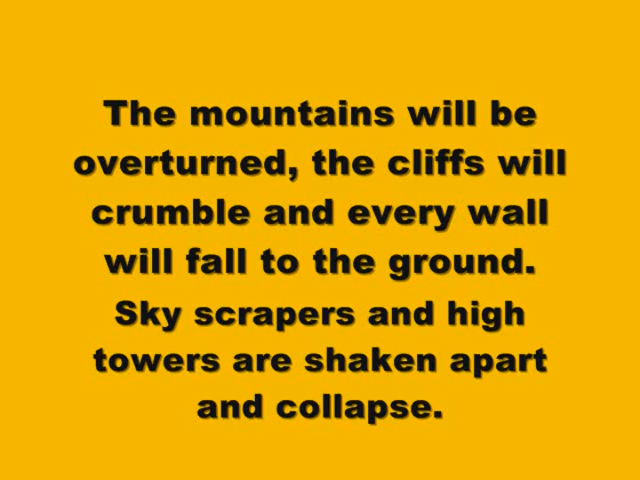 The mountains will be
overturned, the cliffs will
crumble and every wall
will fall to the ground.
Sky scrapers and high
towers are shaken apart
and collapse.